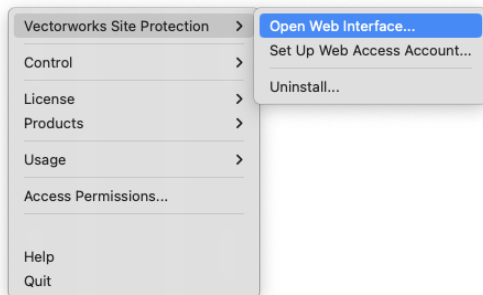 Vectorworks Site Protection
Control
License
Products
Usage
Access Permissions...
Help
Quit
Open Web Interface...
Set Up Web Access Account...
Uninstall...